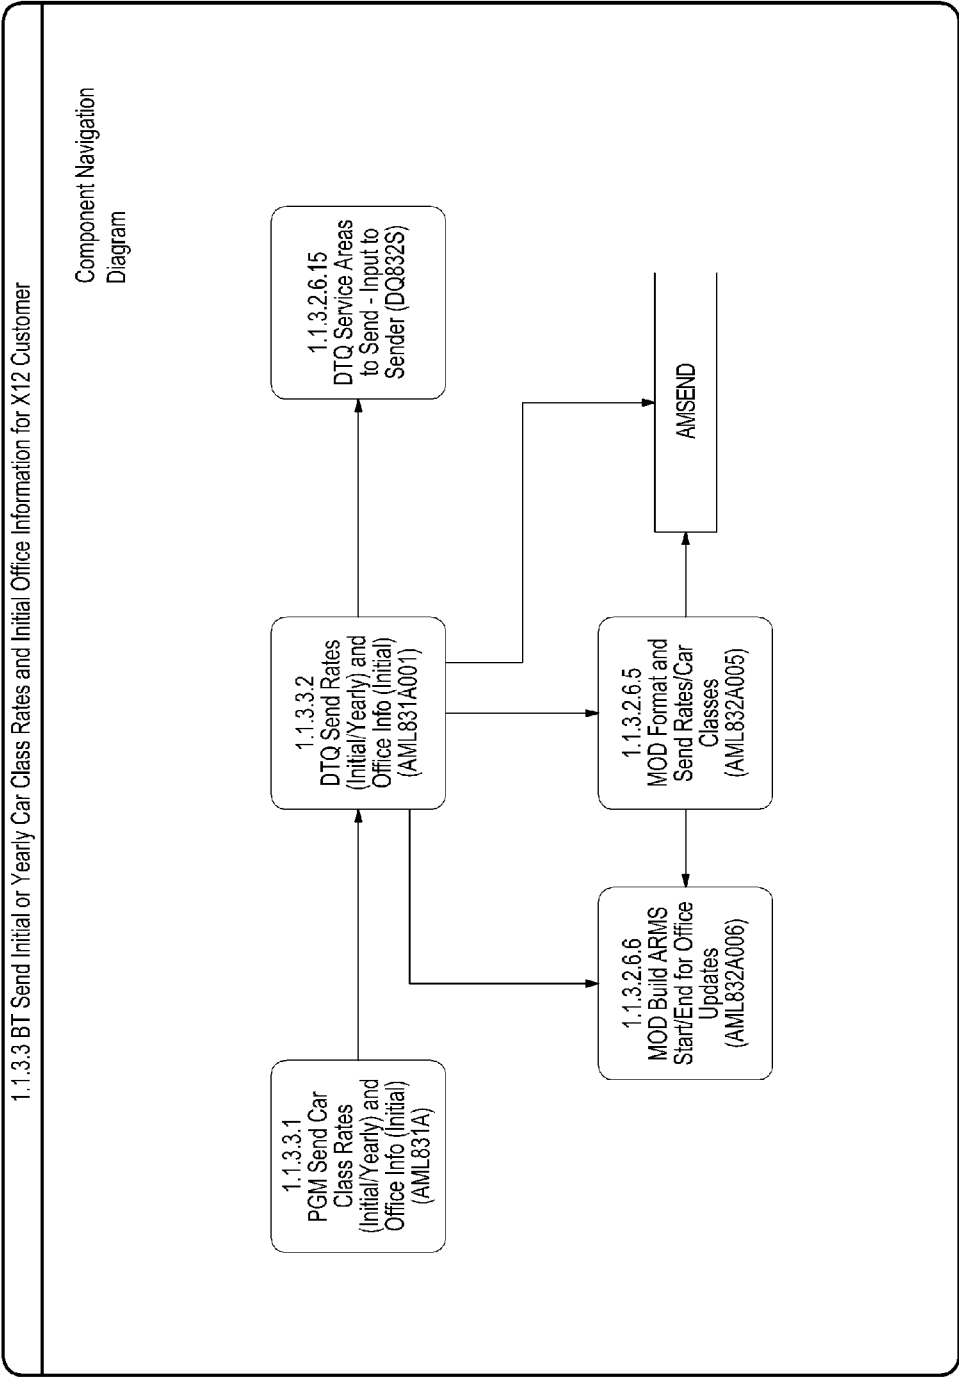 1.1.3.3 BT Send Initial or Yearly Car Class Rates and Initial Office Information for X12 Customer
Component Navigation
Diagram
1.1.3.3.1
PGM Send Car
Class Rates
(Initial/Yearly) and
Office Info (Initial)
(AML831A)
1.1.3.3.2
DTQ Send Rates
(Initial/Yearly) and
Office Info (Initial)
(AML831A001)
1.1.3.2.6.15
DTQ Service Areas
to Send - Input to
Sender (DQ832S)
1.1.3.2.6.6
MOD Build ARMS
Start/End for Office
Updates
(AML832A006)
1.1.3.2.6.5
MOD Format and
Send Rates/Car
Classes
(AML832A005)
AMSEND